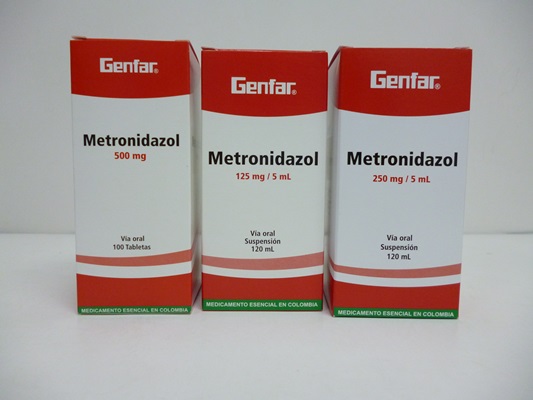 Genfar®
Metronidazol
500 mg
Vía oral
100 Tabletas
MEDICAMENTO ESENCIAL EN COLOMBIA
Genfar®
Metronidazol
125 mg / 5 mL
Vía oral
Suspensión
120 mL
MEDICAMENTO ESENCIAL EN COLOMBIA
Genfar®
Metronidazol
250 mg / 5 mL
Vía oral
Suspensión
120 mL
MEDICAMENTO ESENCIAL EN COLOMBIA